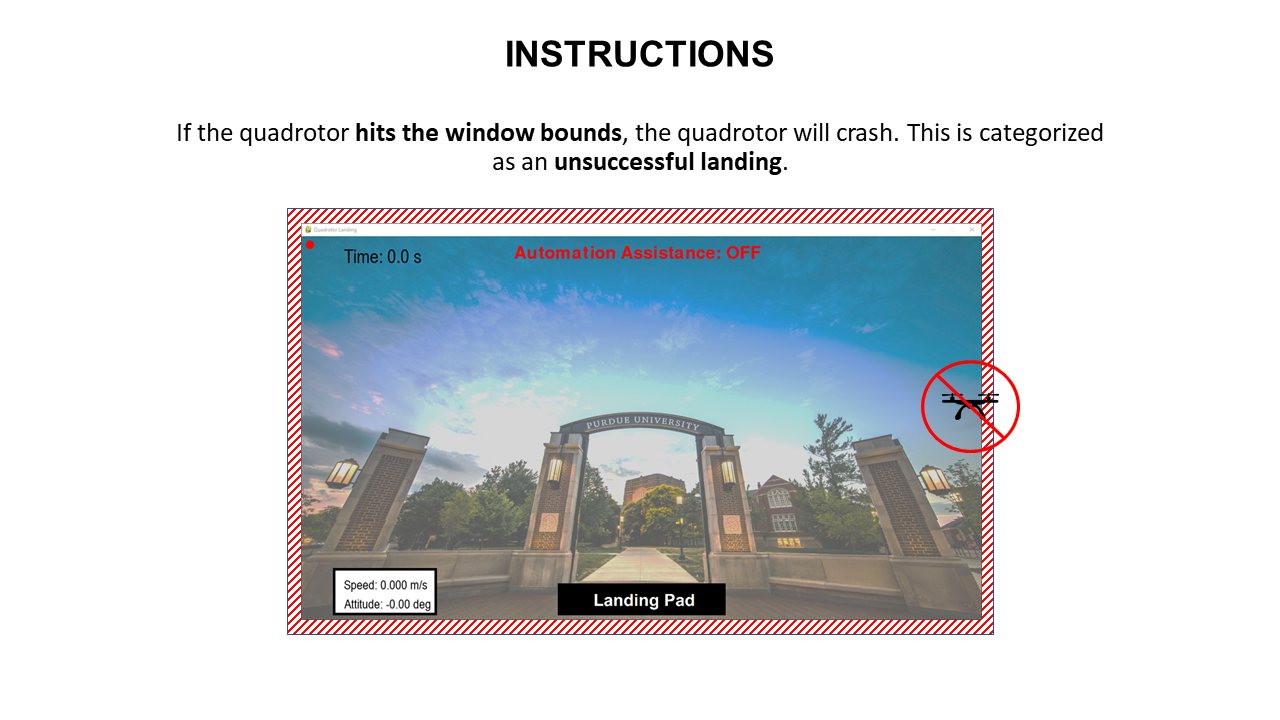 INSTRUCTIONS
If the quadrotor hits the window bounds, the quadrotor will crash. This is categorized
as an unsuccessful landing.
Quadrotor Landing
Time: 0.0 s
Automation Assistance: OFF
PURDUE UNIVERSITY
Speed: 0.000 m/s
Attitude: -0.00 deg
Landing Pad